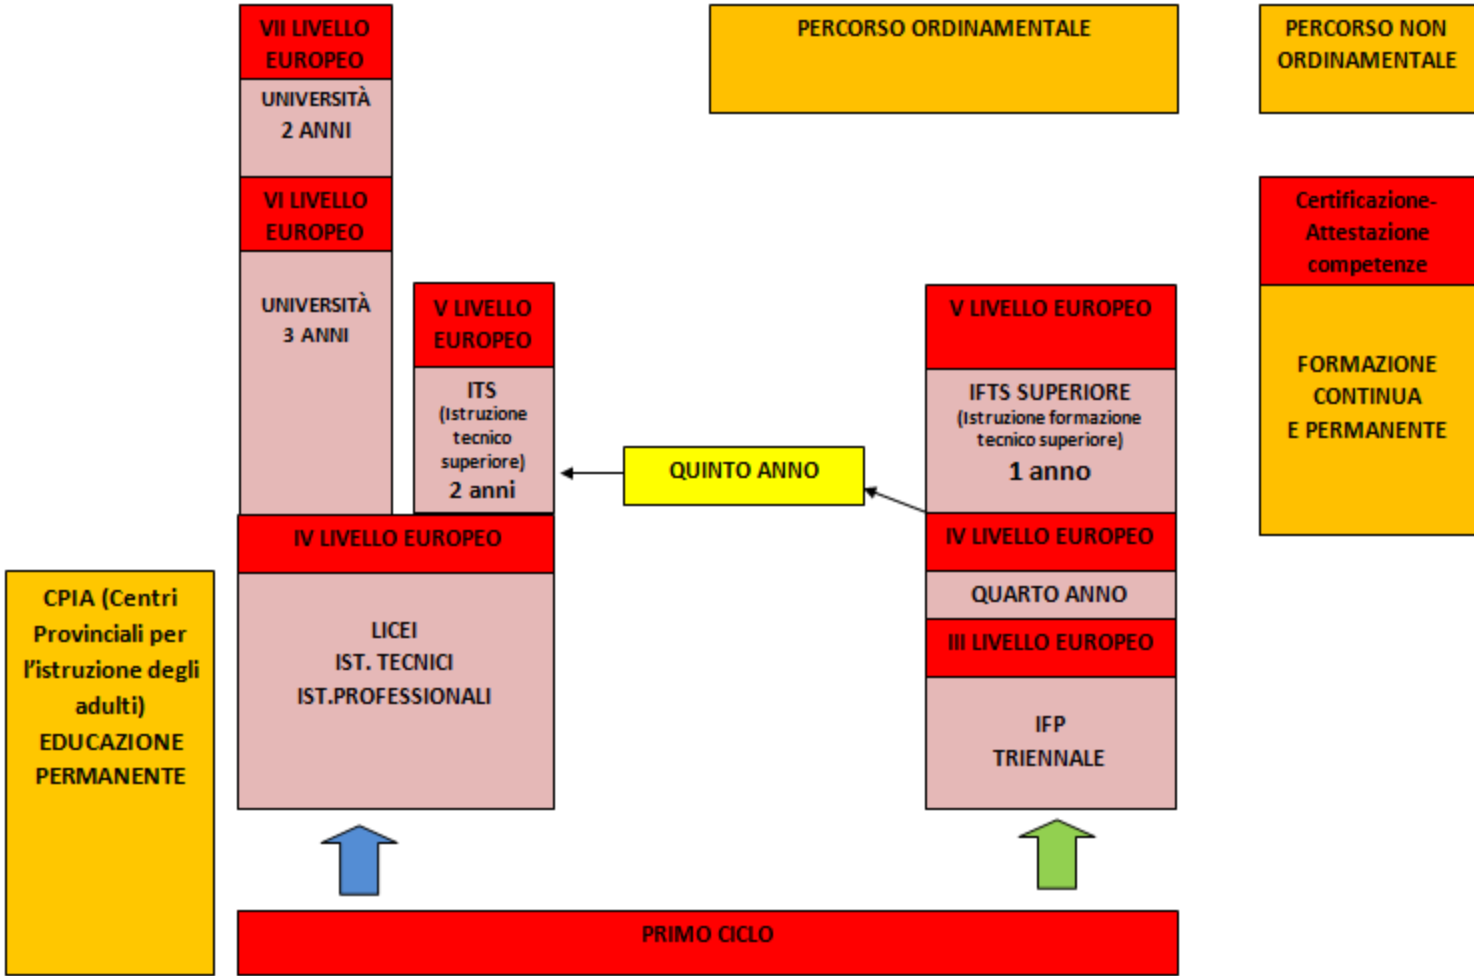 VII LIVELLO
EUROPEO
UNIVERSITÀ
2 ANNI
VI LIVELLO
EUROPEO
UNIVERSITÀ
3 ANNI
V LIVELLO
EUROPEO
ITS
(Istruzione
tecnico
superiore)
2 anni
IV LIVELLO EUROPEO
LICEI
IST. TECNICI
IST.PROFESSIONALI
CPIA (Centri
Provinciali per
l'istruzione degli
adulti)
EDUCAZIONE
PERMANENTE
QUINTO ANNO
PERCORSO ORDINAMENTALE
V LIVELLO EUROPEO
IFTS SUPERIORE
(Istruzione formazione
tecnico superiore)
1 anno
IV LIVELLO EUROPEO
QUARTO ANNO
III LIVELLO EUROPEO
IFP
TRIENNALE
PERCORSO NON
ORDINAMENTALE
Certificazione-
Attestazione
competenze
FORMAZIONE
CONTINUA
E PERMANENTE
PRIMO CICLO